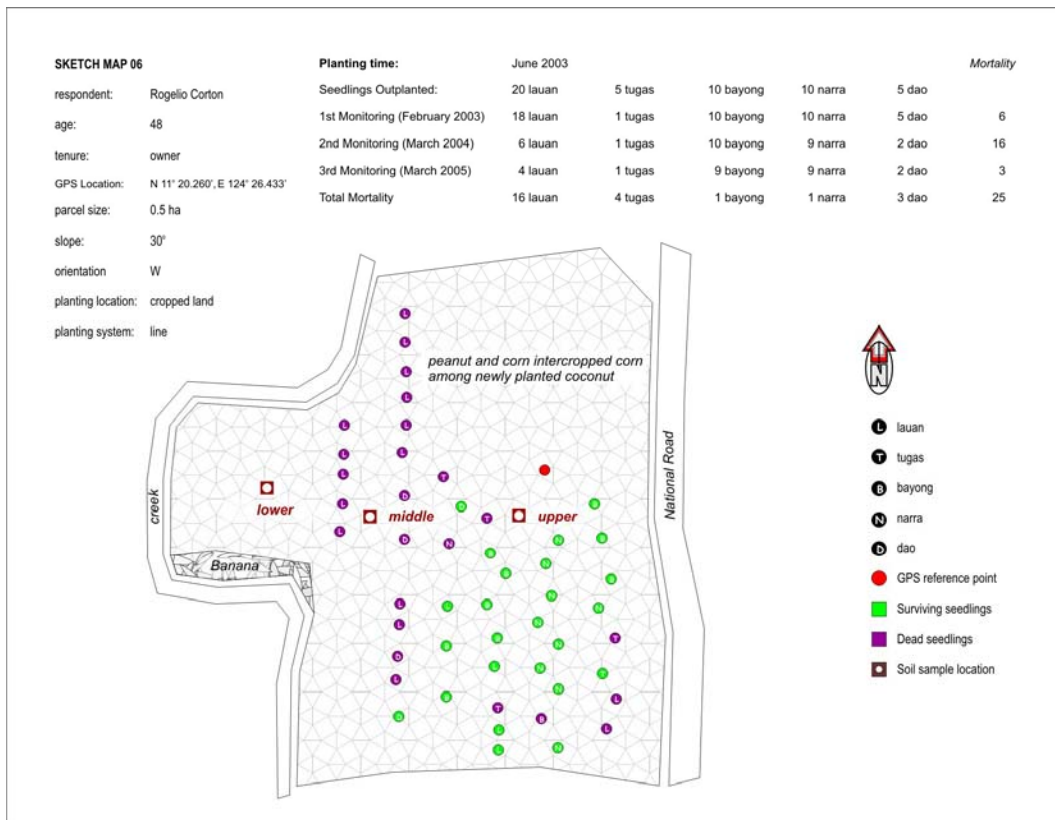 SKETCH MAP 06
respondent: Rogelio Corton
age: 48
tenure: owner
GPS Location: N 11° 20.260', E 124° 26.433'
parcel size: 0.5 ha
slope: 30°
orientation W
planting location: cropped land
planting system: line
Planting time: June 2003 Mortality
Seedlings Outplanted: 20 lauan 5 tugas 10 bayong 10 narra 5 dao
1st Monitoring (February 2003) 18 lauan 1 tugas 10 bayong 10 narra 5 dao 6
2nd Monitoring (March 2004) 6 lauan 1 tugas 10 bayong 9 narra 2 dao 16
3rd Monitoring (March 2005) 4 lauan 1 tugas 9 bayong 9 narra 2 dao 3
Total Mortality 16 lauan 4 tugas 1 bayong 1 narra 3 dao 25
peanut and corn intercropped corn
among newly planted coconut
creek
lower
middle
upper
Banana
National Road
N
L lauan
T tugas
B bayong
N narra
D dao
GPS reference point
Surviving seedlings
Dead seedlings
Soil sample location